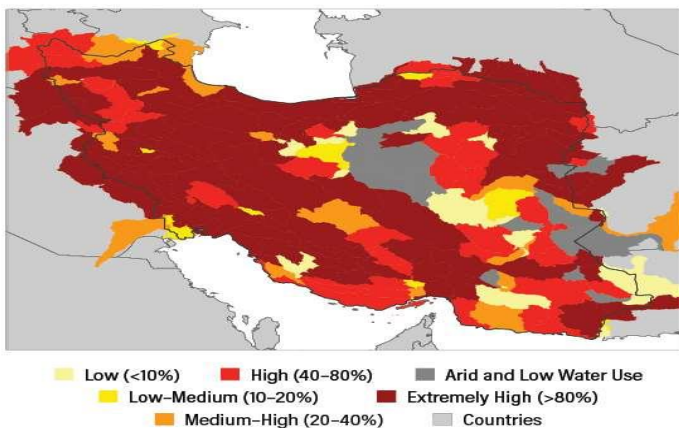 Low (<10%) High (40–80%) Arid and Low Water Use
Low–Medium (10–20%) Extremely High (>80%)
Medium–High (20–40%) Countries